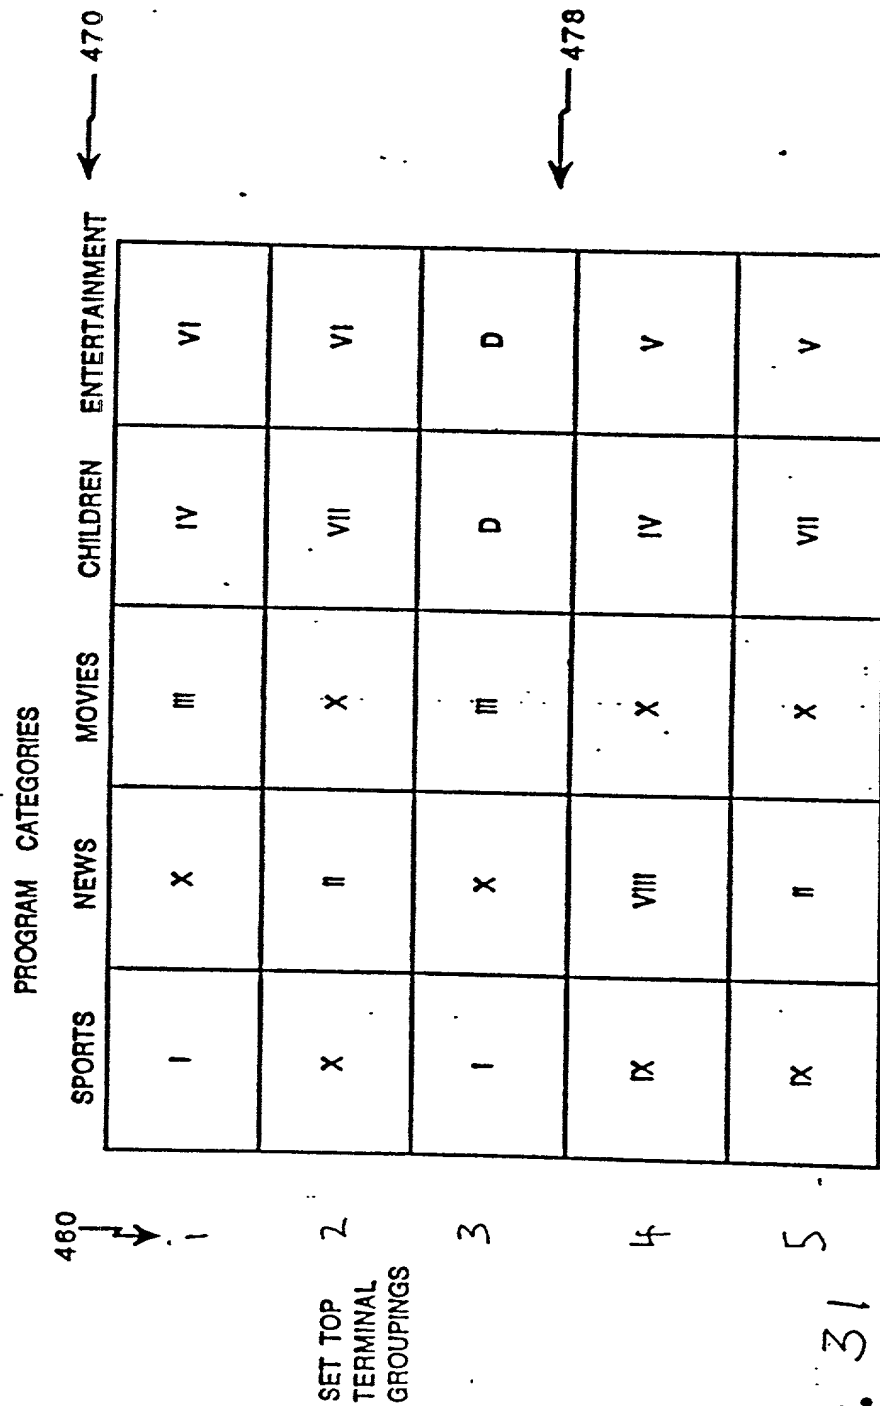 PROGRAM CATEGORIES
SPORTS NEWS MOVIES CHILDREN ENTERTAINMENT
470
460
1 I X III IV VI
SET TOP
TERMINAL
GROUPINGS
2 X II X VII VI
3 I X III D D
478
4 IX VIII X IV V
5 IX II X VII V
. 31